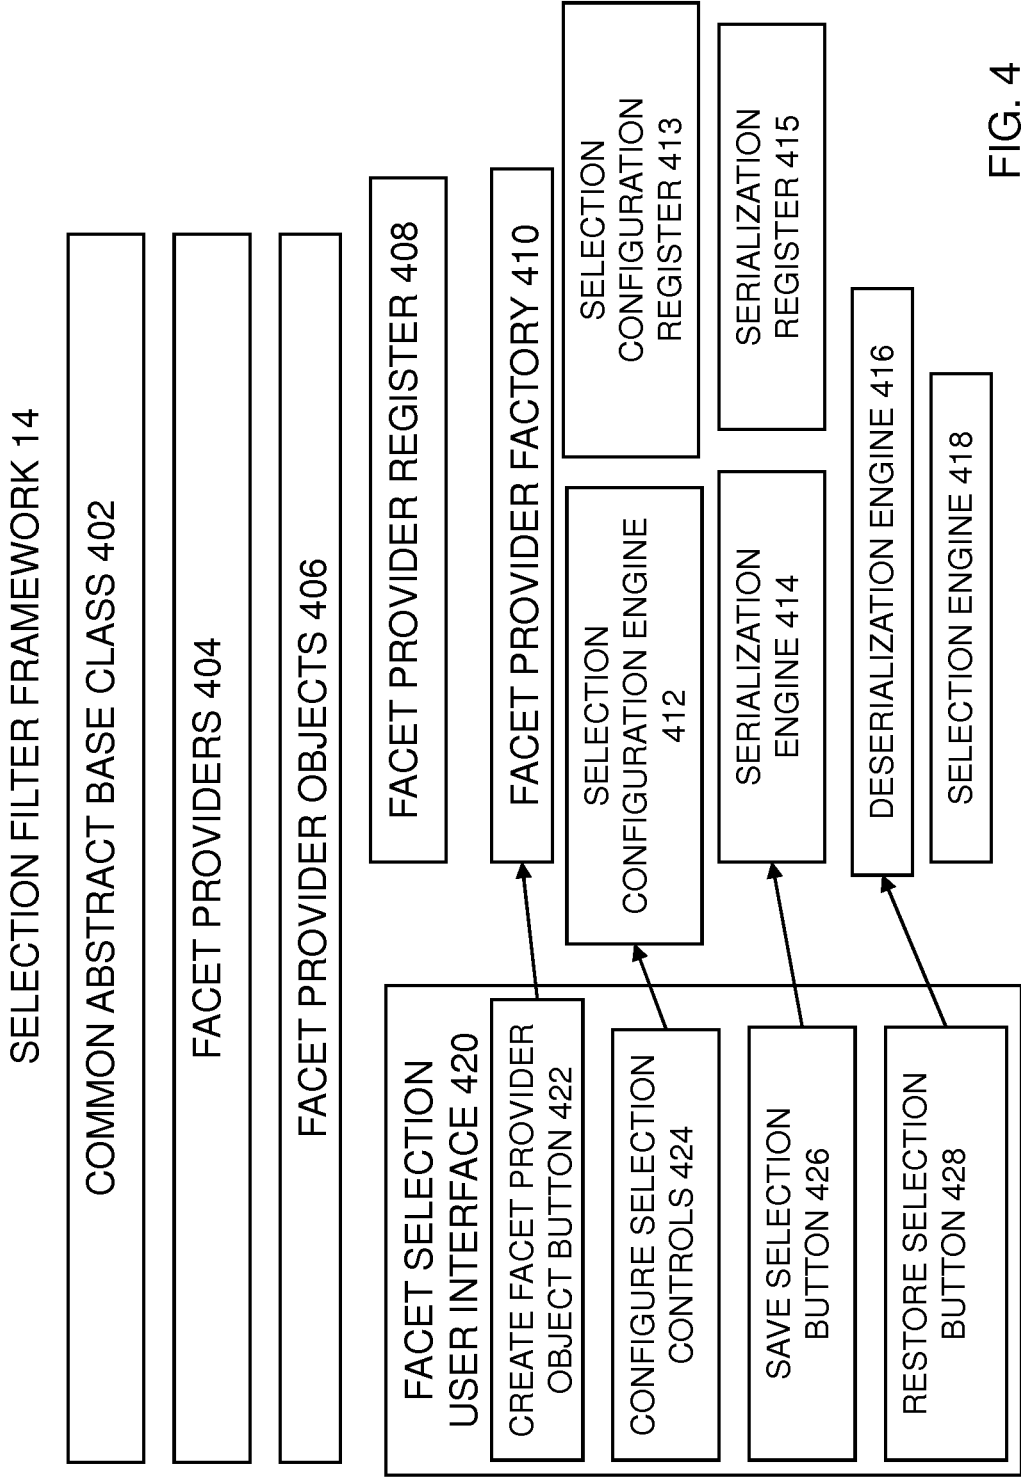 SELECTION FILTER FRAMEWORK 14
COMMON ABSTRACT BASE CLASS 402
FACET PROVIDERS 404
FACET PROVIDER OBJECTS 406
FACET PROVIDER REGISTER 408
FACET SELECTION
USER INTERFACE 420
CREATE FACET PROVIDER
OBJECT BUTTON 422
FACET PROVIDER FACTORY 410
CONFIGURE SELECTION
CONTROLS 424
SELECTION
CONFIGURATION ENGINE
412
SELECTION
CONFIGURATION
REGISTER 413
SAVE SELECTION
BUTTON 426
SERIALIZATION
ENGINE 414
SERIALIZATION
REGISTER 415
RESTORE SELECTION
BUTTON 428
DESERIALIZATION ENGINE 416
SELECTION ENGINE 418
FIG. 4